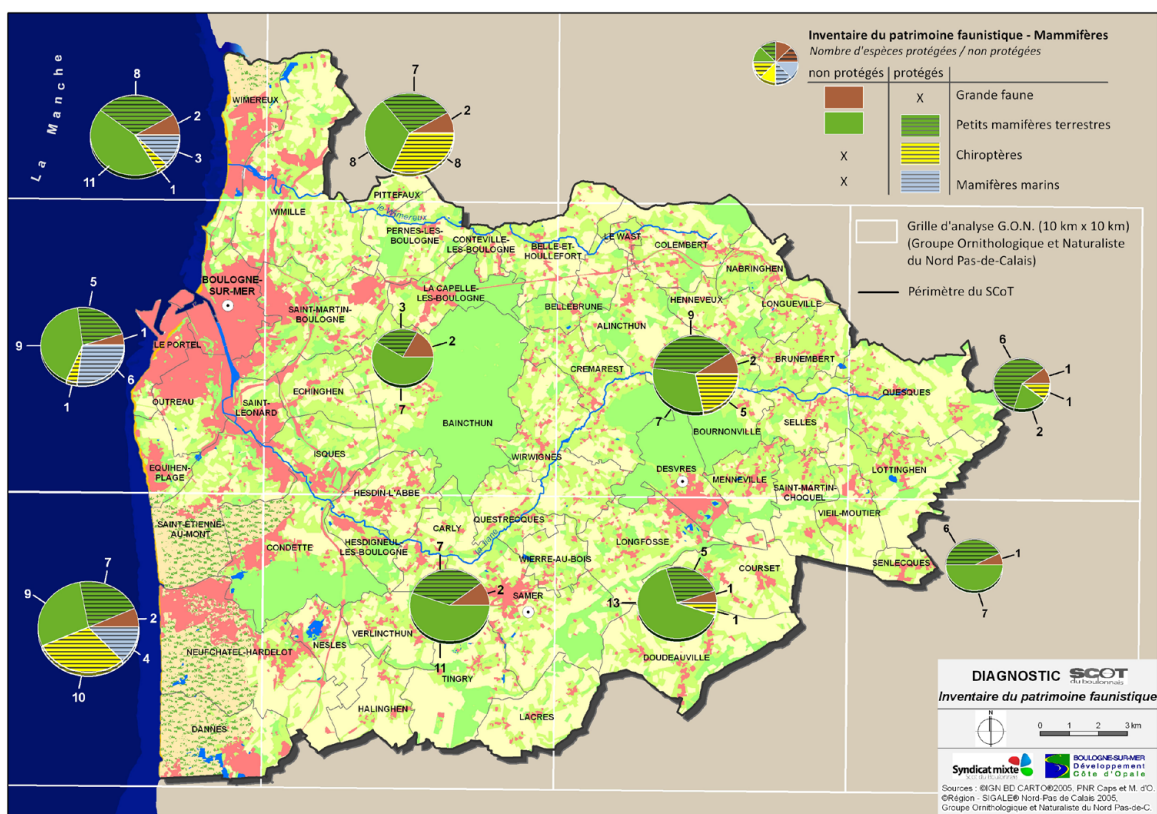 Inventaire du patrimoine faunistique - Mammifères
Nombre d'espèces protégées / non protégées
non protégés protégés
X Grande faune
Petits mamifères terrestres
X Chiroptères
X Mamifères marins
Grille d'analyse G.O.N. (10 km x 10 km)
(Groupe Ornithologique et Naturaliste
du Nord Pas-de-Calais)
Périmètre du SCoT
La Manche
8
2
3
1
11
7
2
8
8
WIMEREUX
PITTEFAUX
le Wimereux
WIMILLE
PERNES-LES-
BOULOGNE
CONTEVILLE-
LES-BOULOGNE
BELLE-ET-
HOULLEFORT
LE WAST
COLEMBERT
NABRINGHEN
BOULOGNE-
SUR-MER
SAINT-MARTIN-
BOULOGNE
LA CAPELLE-
LES-BOULOGNE
BELLEBRUNE
HENNEVEUX
LONGUEVILLE
ALINCTHUN
5
1
6
1
9
LE PORTEL
3
2
7
9
2
5
7
CREMAREST
BRUNEMBERT
6
1
1
2
OUTREAU
SAINT-
LEONARD
ECHINGHEN
QUESQUES
BAINCTHUN
BOURNONVILLE
SELLES
ISQUES
WIRWIGNES
EQUIHEN-
PLAGE
DESVRES
MENNEVILLE
LOTTINGHEN
HESDIN-L'ABBE
SAINT-MARTIN-
CHOQUEL
VIEIL-MOUTIER
SAINT-ETIENNE-
AU-MONT
CARLY
QUESTRECQUES
la Liane
CONDETTE
HESDIGNEUL-
LES-BOULOGNE
WIERRE-AU-BOIS
LONGFOSSE
COURSET
SENLECQUES
6
1
7
7
2
4
10
9
7
2
11
SAMER
5
1
1
13
VERLINCTHUN
NESLES
NEUFCHATEL-HARDELOT
DOUDEAUVILLE
TINGRY
HALINGHEN
LACRES
DANNES
DIAGNOSTIC SCOT
du boulonnais
Inventaire du patrimoine faunistique
N
0 1 2 3 km
Syndicat mixte
BOULOGNE-SUR-MER
Développement
Côte d'Opale
Sources : ©IGN BD CARTO®2005, PNR Caps et M. d'O.
©Région - SIGALE® Nord-Pas de Calais 2005,
Groupe Ornithologique et Naturaliste du Nord Pas-de-C.